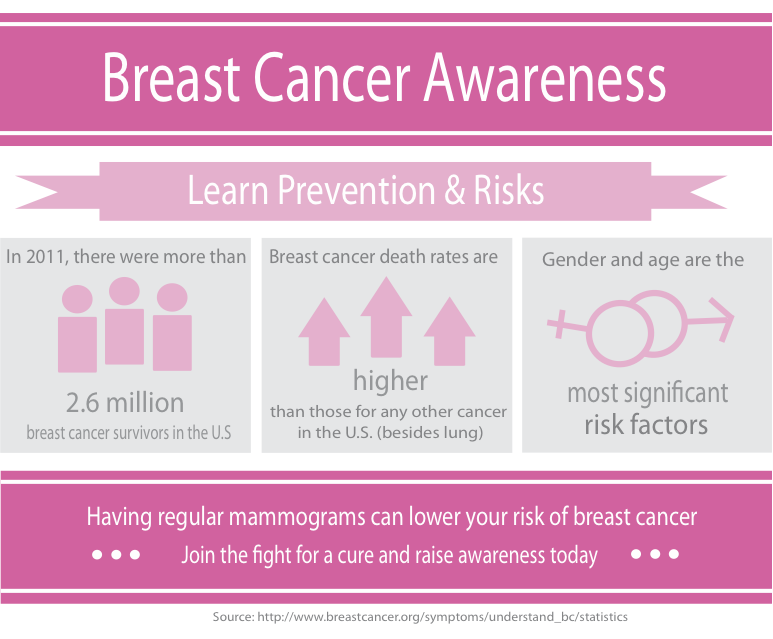 Breast Cancer Awareness
Learn Prevention & Risks
In 2011, there were more than
2.6 million
breast cancer survivors in the U.S
Breast cancer death rates are
higher
than those for any other cancer
in the U.S. (besides lung)
Gender and age are the
most significant
risk factors
Having regular mammograms can lower your risk of breast cancer
Join the fight for a cure and raise awareness today
Source: http://www.breastcancer.org/symptoms/understand_bc/statistics